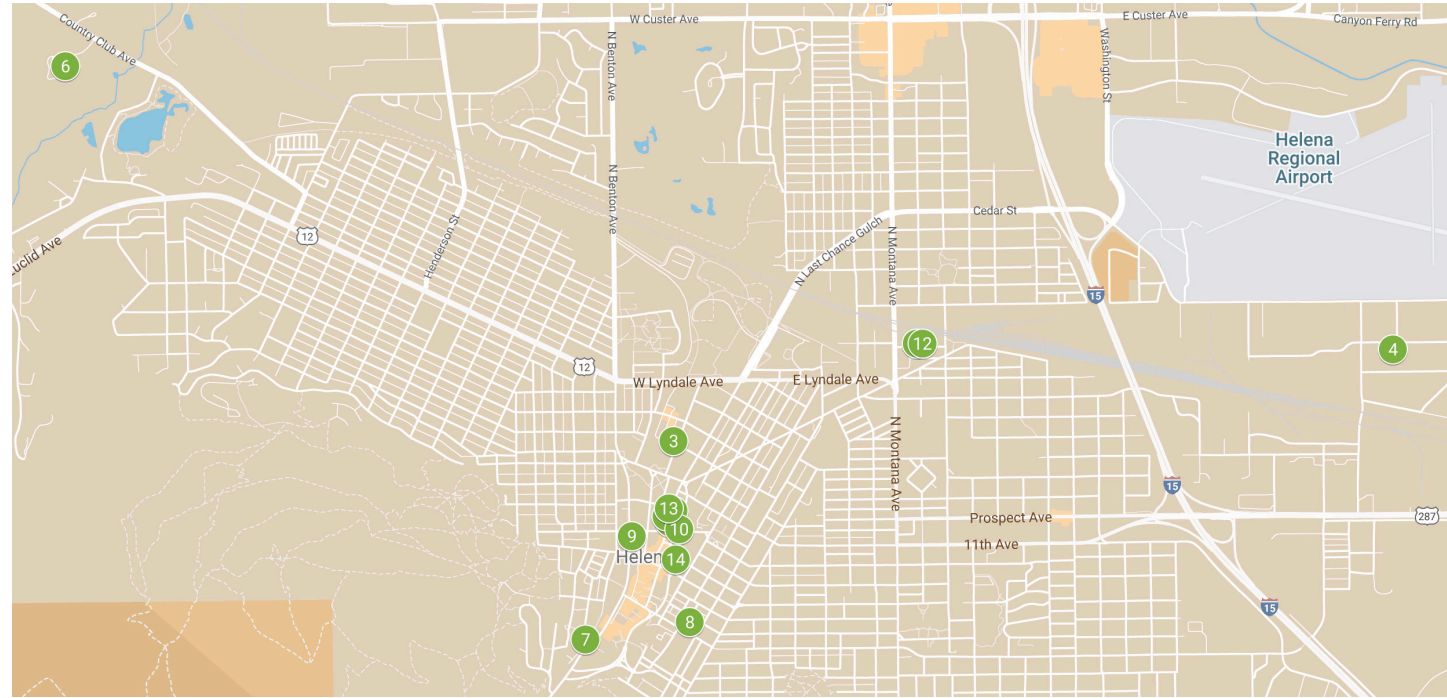 W Custer Ave
E Custer Ave
Canyon Ferry Rd
Country Club Ave
6
N Benton Ave
Washington St
Helena
Regional
Airport
N Benton Ave
Cedar St
Henderson St
12
N Last Chance Gulch
N Montana Ave
Euclid Ave
15
12
4
12
W Lyndale Ave
E Lyndale Ave
3
N Montana Ave
15
13
10
Prospect Ave
287
9
11th Ave
14
15
8
7